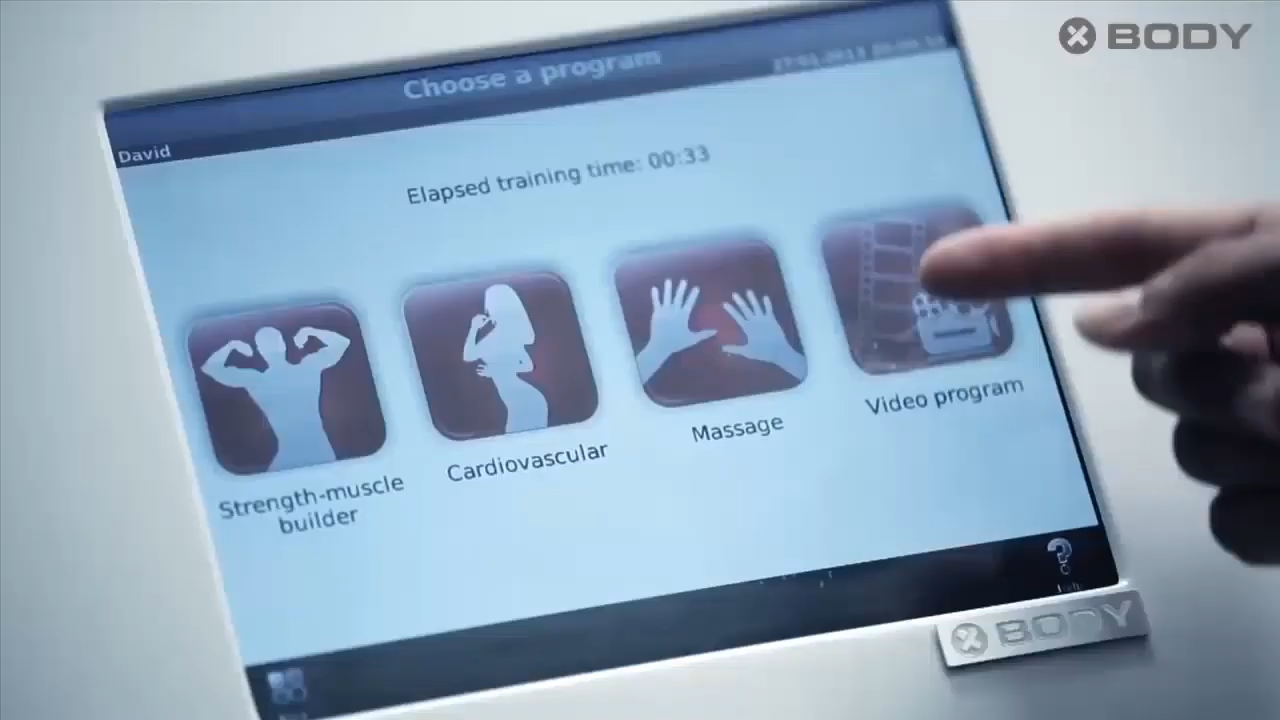 BODY
Choose a program
David
Elapsed training time: 00:33
Strength-muscle
builder
Cardiovascular
Massage
Video program
BODY